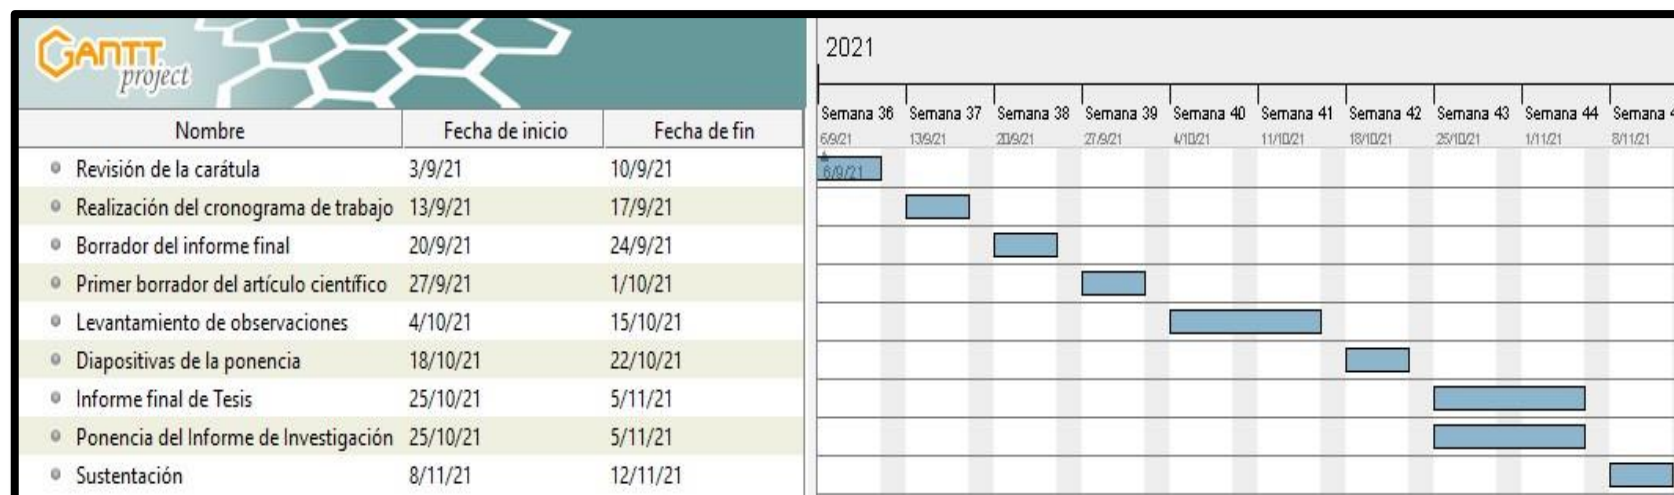 GANTT
project
2021
Semana 36 Semana 37 Semana 38 Semana 39 Semana 40 Semana 41 Semana 42 Semana 43 Semana 44 Semana
6/9/21 13/9/21 20/9/21 27/9/21 4/10/21 11/10/21 18/10/21 25/10/21 1/11/21 8/11/21
Nombre Fecha de inicio Fecha de fin
Revisión de la carátula 3/9/21 10/9/21 6/9/21
Realización del cronograma de trabajo 13/9/21 17/9/21
Borrador del informe final 20/9/21 24/9/21
Primer borrador del artículo científico 27/9/21 1/10/21
Levantamiento de observaciones 4/10/21 15/10/21
Diapositivas de la ponencia 18/10/21 22/10/21
Informe final de Tesis 25/10/21 5/11/21
Ponencia del Informe de Investigación 25/10/21 5/11/21
Sustentación 8/11/21 12/11/21